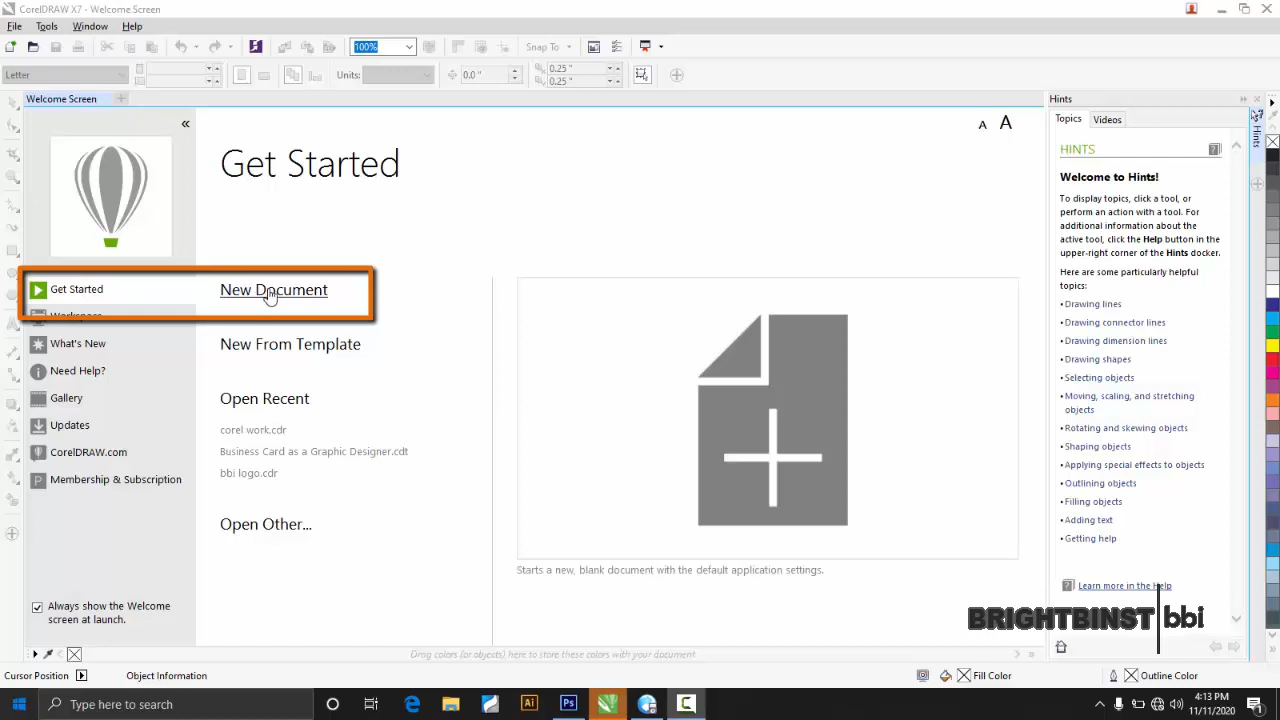 CorelDRAW X7 - Welcome Screen
File Tools Window Help
100% Snap To
Letter Units: 0.0 " 0.25 "
0.25 "
Welcome Screen
Get Started
Workspace
What's New
Need Help?
Gallery
Updates
CorelDRAW.com
Membership & Subscription
Always show the Welcome
screen at launch.
A A
Get Started
New Document
New From Template
Open Recent
corel work.cdr
Business Card as a Graphic Designer.cdt
bbi logo.cdr
Open Other...
Starts a new, blank document with the default application settings.
Hints
Topics Videos
HINTS
Welcome to Hints!
To display topics, click a tool, or
perform an action with a tool. For
additional information about the
active tool, click the Help button in the
upper-right corner of the Hints docker.
Here are some particularly helpful
topics:
• Drawing lines
• Drawing connector lines
• Drawing dimension lines
• Drawing shapes
• Selecting objects
• Moving, scaling, and stretching
objects
• Rotating and skewing objects
• Shaping objects
• Applying special effects to objects
• Outlining objects
• Filling objects
• Adding text
• Getting help
Learn more in the Help
Hints
BRIGHTBINST bbi
Drag colors (or objects) here to store these colors with your document
Cursor Position Object Information Fill Color Outline Color
Type here to search
Ai Ps
4:13 PM
11/11/2020